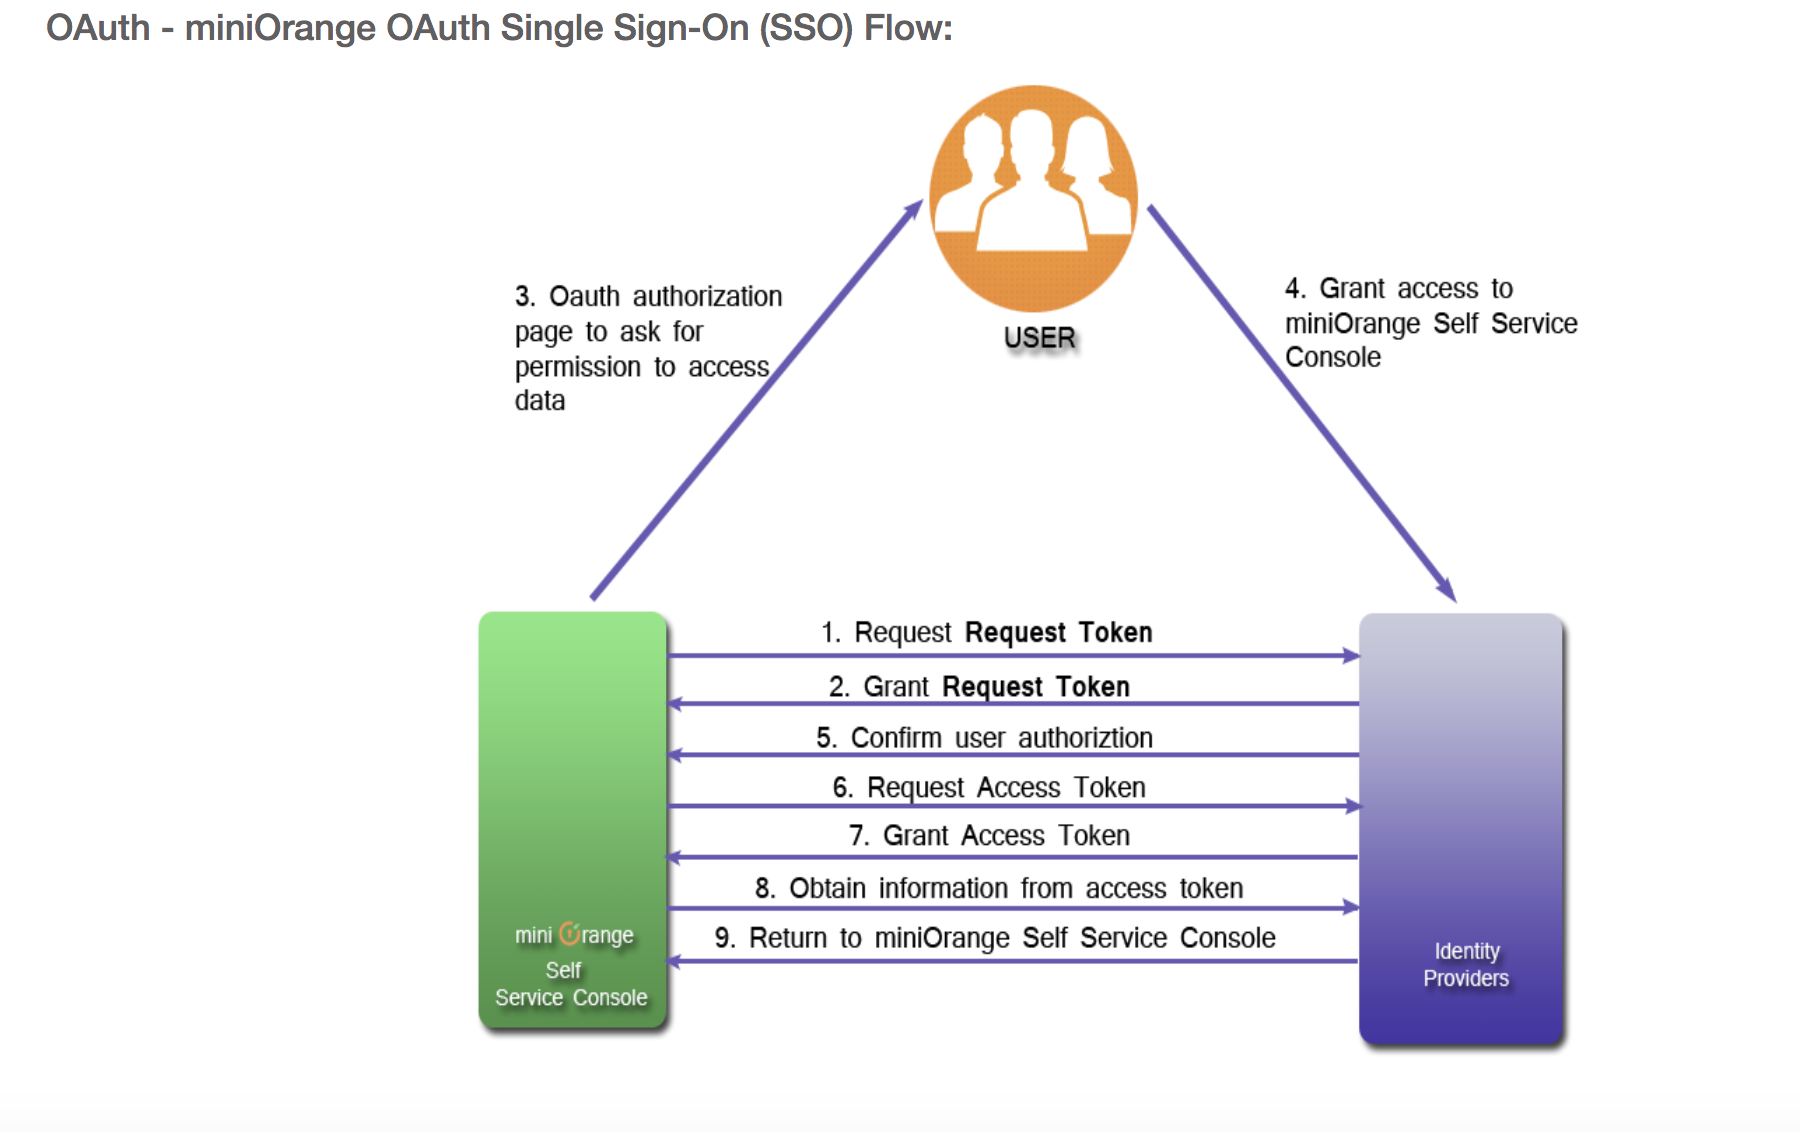 OAuth - miniOrange OAuth Single Sign-On (SSO) Flow:
USER
3. Oauth authorization
page to ask for
permission to access
data
4. Grant access to
miniOrange Self Service
Console
1. Request Request Token
2. Grant Request Token
5. Confirm user authoriztion
6. Request Access Token
7. Grant Access Token
8. Obtain information from access token
9. Return to miniOrange Self Service Console
mini Orange
Self
Service Console
Identity
Providers